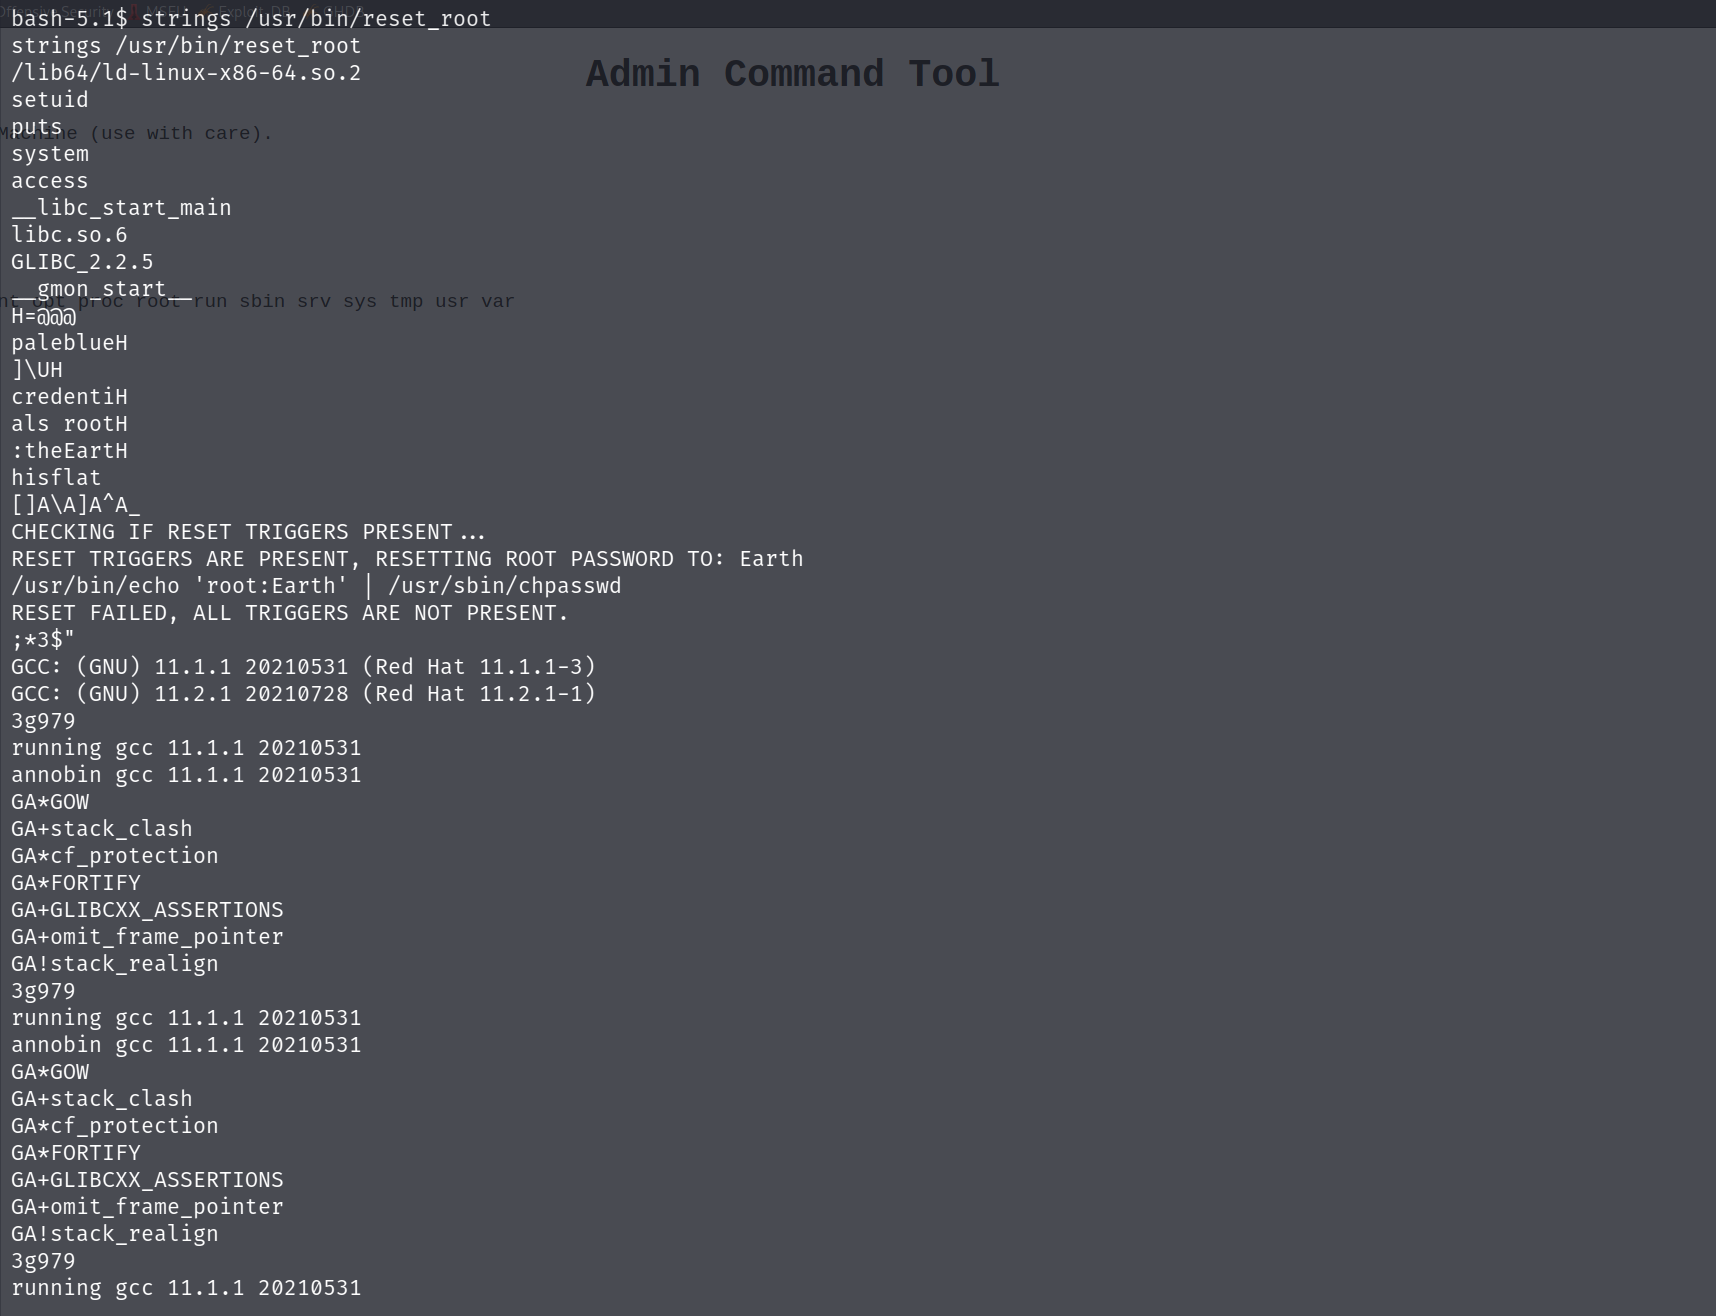 Offensive Security MSFU Exploit-DB GHDB
bash-5.1$ strings /usr/bin/reset_root
strings /usr/bin/reset_root
/lib64/ld-linux-x86-64.so.2
Admin Command Tool
setuid
puts
Machine (use with care).
system
access
__libc_start_main
libc.so.6
GLIBC_2.2.5
__gmon_start__
opt proc root run sbin srv sys tmp usr var
H=@@@
paleblueH
]\UH
credentiH
als rootH
:theEartH
hisflat
[]A\A]A^A_
CHECKING IF RESET TRIGGERS PRESENT...
RESET TRIGGERS ARE PRESENT, RESETTING ROOT PASSWORD TO: Earth
/usr/bin/echo 'root:Earth' | /usr/sbin/chpasswd
RESET FAILED, ALL TRIGGERS ARE NOT PRESENT.
;*3$"
GCC: (GNU) 11.1.1 20210531 (Red Hat 11.1.1-3)
GCC: (GNU) 11.2.1 20210728 (Red Hat 11.2.1-1)
3g979
running gcc 11.1.1 20210531
annobin gcc 11.1.1 20210531
GA*GOW
GA+stack_clash
GA*cf_protection
GA*FORTIFY
GA+GLIBCXX_ASSERTIONS
GA+omit_frame_pointer
GA!stack_realign
3g979
running gcc 11.1.1 20210531
annobin gcc 11.1.1 20210531
GA*GOW
GA+stack_clash
GA*cf_protection
GA*FORTIFY
GA+GLIBCXX_ASSERTIONS
GA+omit_frame_pointer
GA!stack_realign
3g979
running gcc 11.1.1 20210531